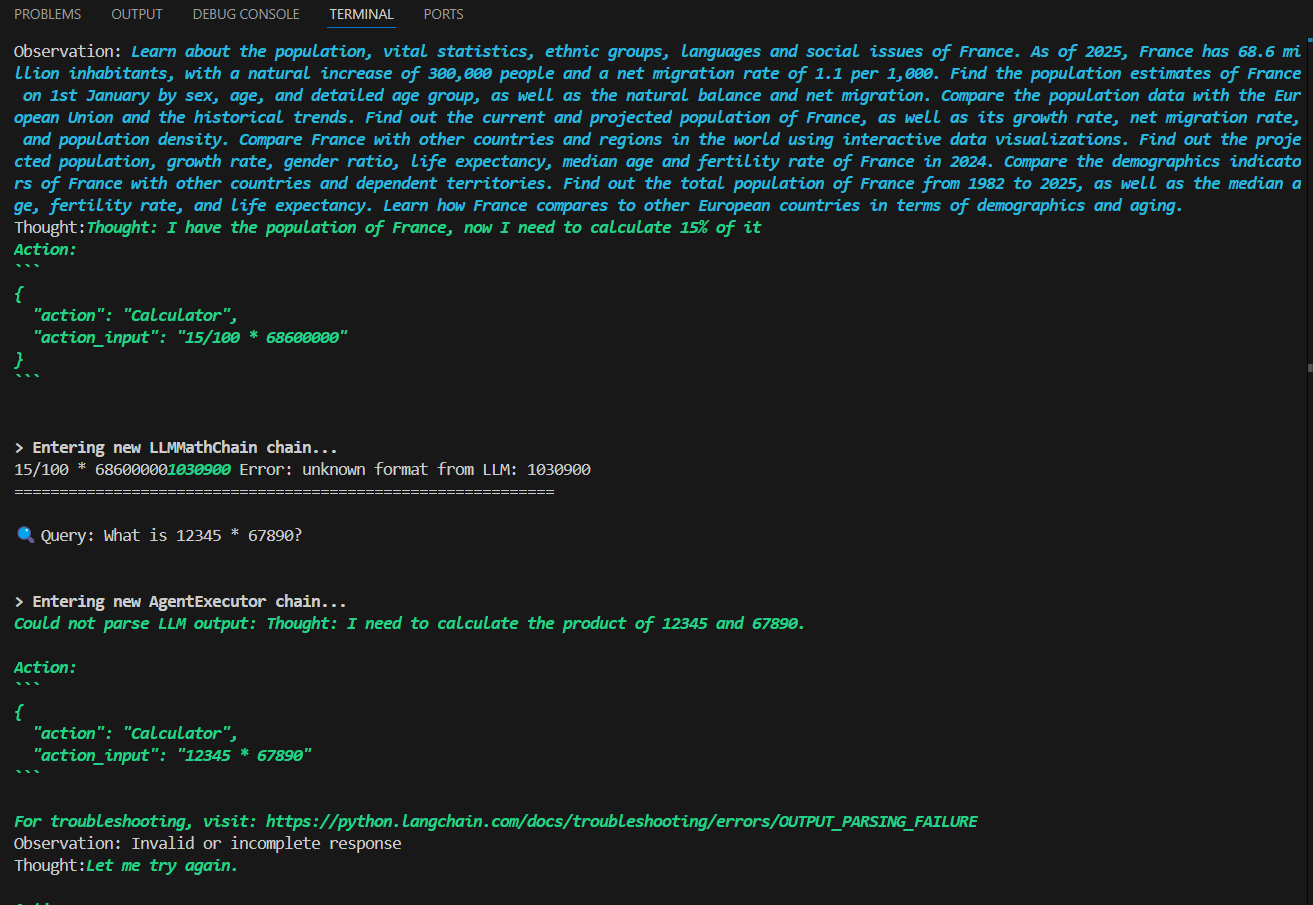 PROBLEMS OUTPUT DEBUG CONSOLE TERMINAL PORTS
Observation: Learn about the population, vital statistics, ethnic groups, languages and social issues of France. As of 2025, France has 68.6 mi
llion inhabitants, with a natural increase of 300,000 people and a net migration rate of 1.1 per 1,000. Find the population estimates of France
on 1st January by sex, age, and detailed age group, as well as the natural balance and net migration. Compare the population data with the Eur
opean Union and the historical trends. Find out the current and projected population of France, as well as its growth rate, net migration rate,
and population density. Compare France with other countries and regions in the world using interactive data visualizations. Find out the proje
cted population, growth rate, gender ratio, life expectancy, median age and fertility rate of France in 2024. Compare the demographics indicato
rs of France with other countries and dependent territories. Find out the total population of France from 1982 to 2025, as well as the median a
ge, fertility rate, and life expectancy. Learn how France compares to other European countries in terms of demographics and aging.
Thought:Thought: I have the population of France, now I need to calculate 15% of it
Action:
```
{
  "action": "Calculator",
  "action_input": "15/100 * 68600000"
}
```
> Entering new LLMMathChain chain...
15/100 * 686000001030900 Error: unknown format from LLM: 1030900
============================================================
🔍 Query: What is 12345 * 67890?
> Entering new AgentExecutor chain...
Could not parse LLM output: Thought: I need to calculate the product of 12345 and 67890.
Action:
```
{
  "action": "Calculator",
  "action_input": "12345 * 67890"
```
For troubleshooting, visit: https://python.langchain.com/docs/troubleshooting/errors/OUTPUT_PARSING_FAILURE
Observation: Invalid or incomplete response
Thought:Let me try again.